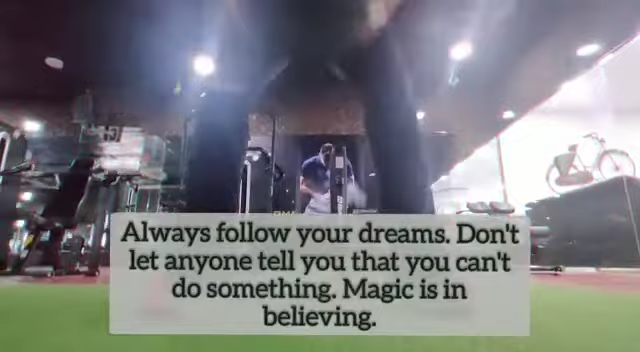 Always follow your dreams. Don't
let anyone tell you that you can't
do something. Magic is in
believing.